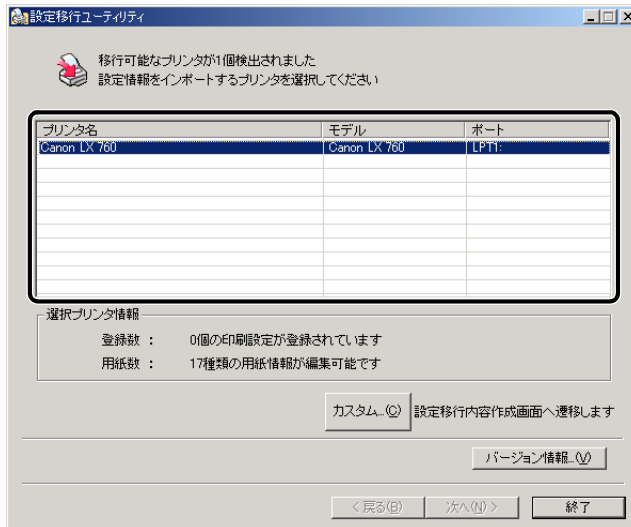 設定移行ユーティリティ
移行可能なプリンタが1個検出されました
設定情報をインポートするプリンタを選択してください
プリンタ名 モデル ポート
Canon LX 760 Canon LX 760 LPT1:
選択プリンタ情報
登録数 ： 0個の印刷設定が登録されています
用紙数 ： 17種類の用紙情報が編集可能です
カスタム...(C) 設定移行内容作成画面へ遷移します
バージョン情報...(V)
< 戻る(B) 次へ(N) > 終了